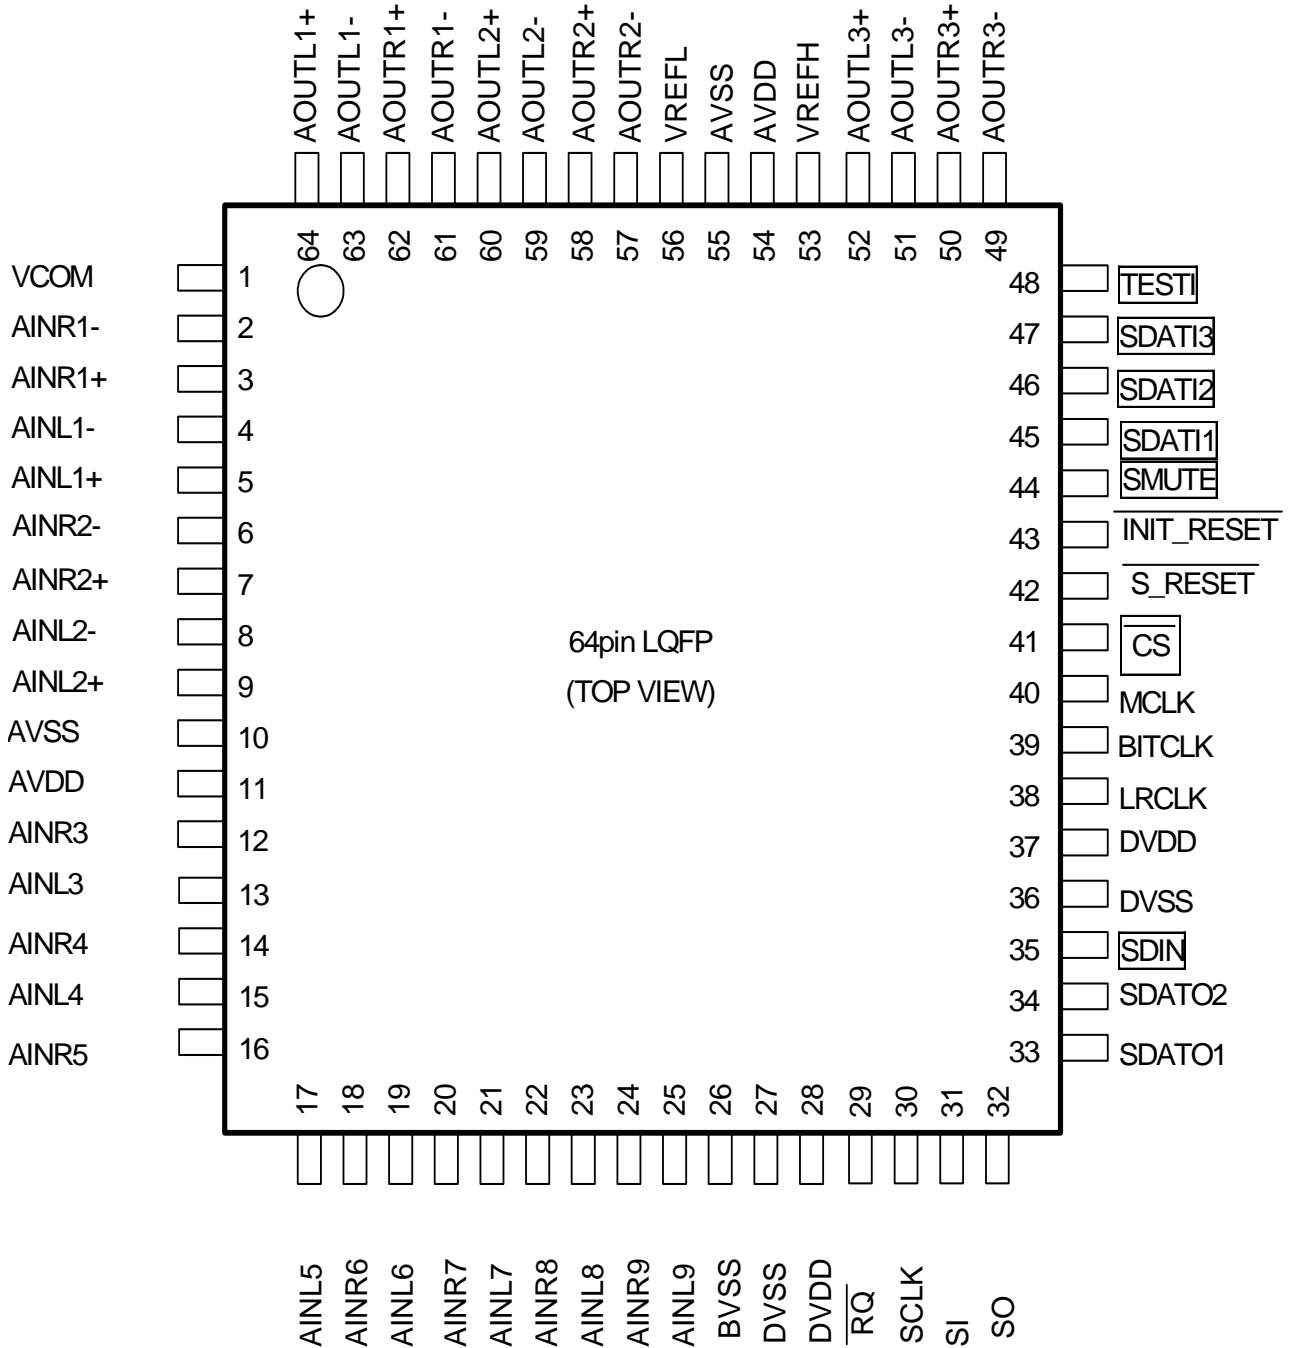 AOUTL1+
AOUTL1-
AOUTR1+
AOUTR1-
AOUTL2+
AOUTL2-
AOUTR2+
AOUTR2-
VREFL
AVSS
AVDD
VREFH
AOUTL3+
AOUTL3-
AOUTR3+
AOUTR3-
64
63
62
61
60
59
58
57
56
55
54
53
52
51
50
49
VCOM 1
AINR1- 2
AINR1+ 3
AINL1- 4
AINL1+ 5
AINR2- 6
AINR2+ 7
AINL2- 8
AINL2+ 9
AVSS 10
AVDD 11
AINR3 12
AINL3 13
AINR4 14
AINL4 15
AINR5 16
64pin LQFP
(TOP VIEW)
48 TESTI
47 SDATI3
46 SDATI2
45 SDATI1
44 SMUTE
43 INIT_RESET
42 S_RESET
41 CS
40 MCLK
39 BITCLK
38 LRCLK
37 DVDD
36 DVSS
35 SDIN
34 SDATO2
33 SDATO1
17
18
19
20
21
22
23
24
25
26
27
28
29
30
31
32
AINL5
AINR6
AINL6
AINR7
AINL7
AINR8
AINL8
AINR9
AINL9
BVSS
DVSS
DVDD
RQ
SCLK
SI
SO